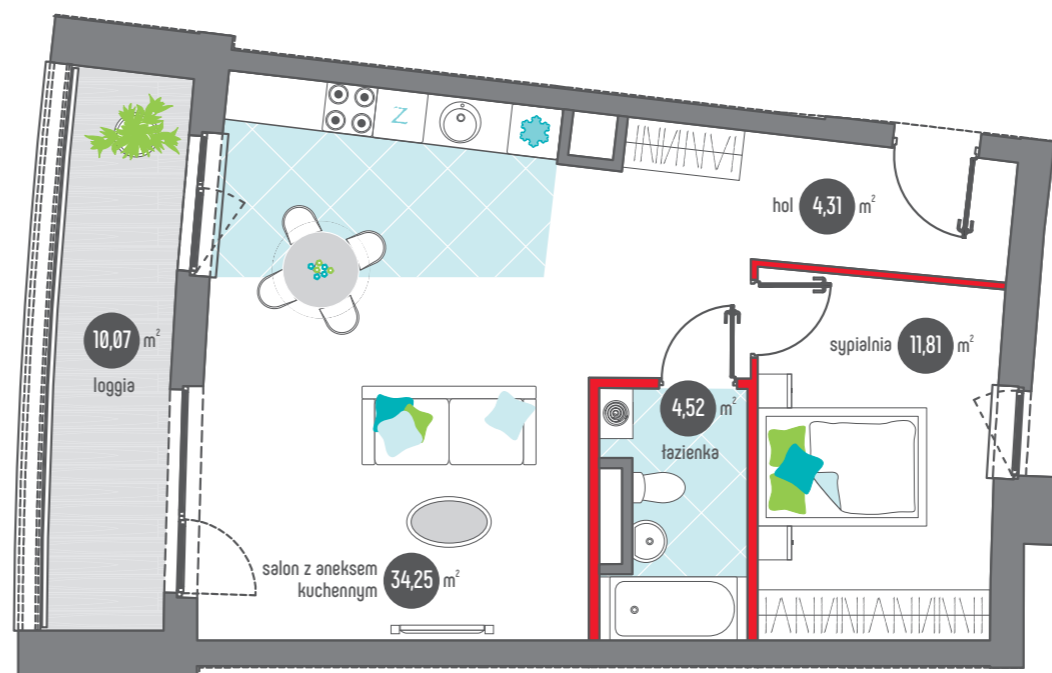 Z
hol 4,31 m²
10,07 m²
loggia
sypialnia 11,81 m²
4,52 m²
łazienka
salon z aneksem
kuchennym 34,25 m²